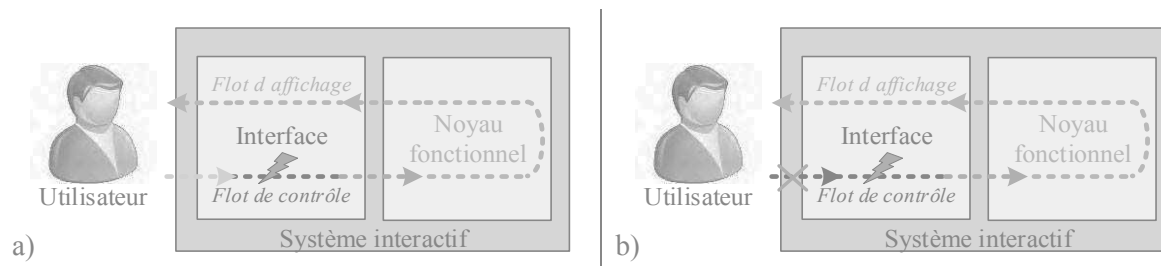 Flot d affichage
Interface
Noyau
fonctionnel
Utilisateur
Flot de contrôle
Système interactif
a)
Flot d affichage
Interface
Noyau
fonctionnel
Utilisateur
Flot de contrôle
Système interactif
b)